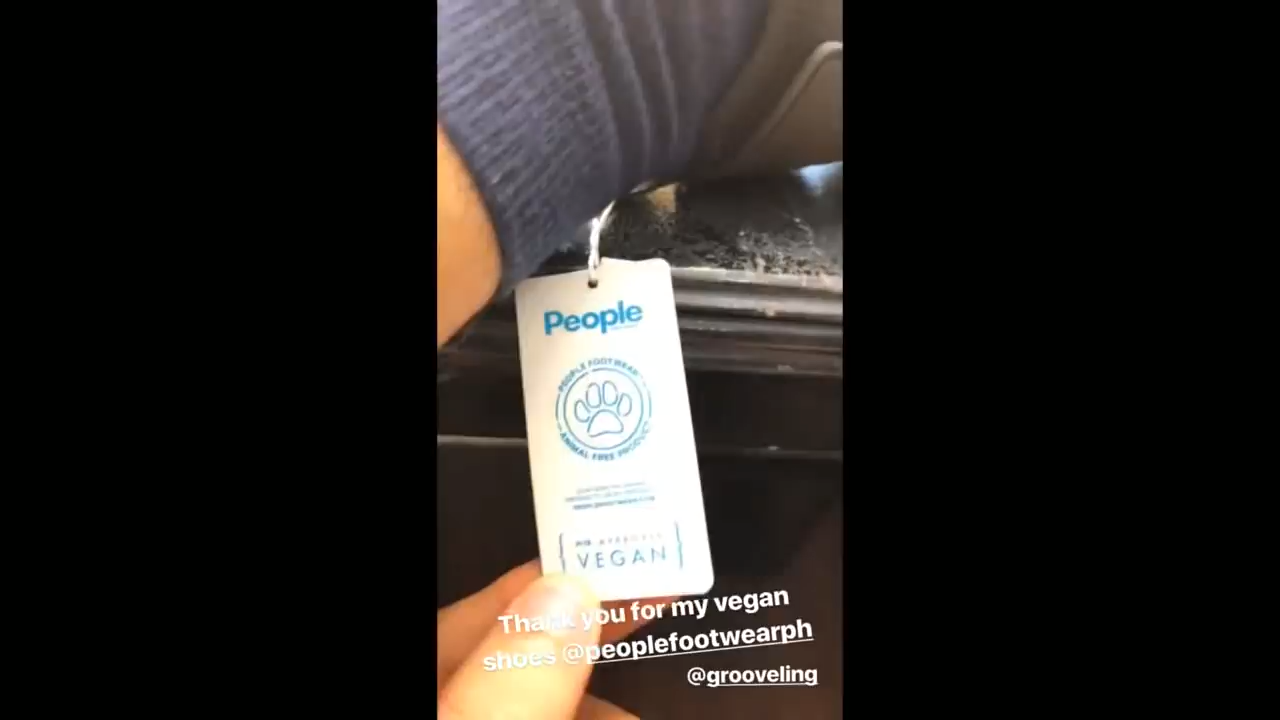 People
PEOPLE FOOTWEAR
ANIMAL FREE PRODUCT
VEGAN
Thank you for my vegan
shoes @peoplefootwearph
@grooveling